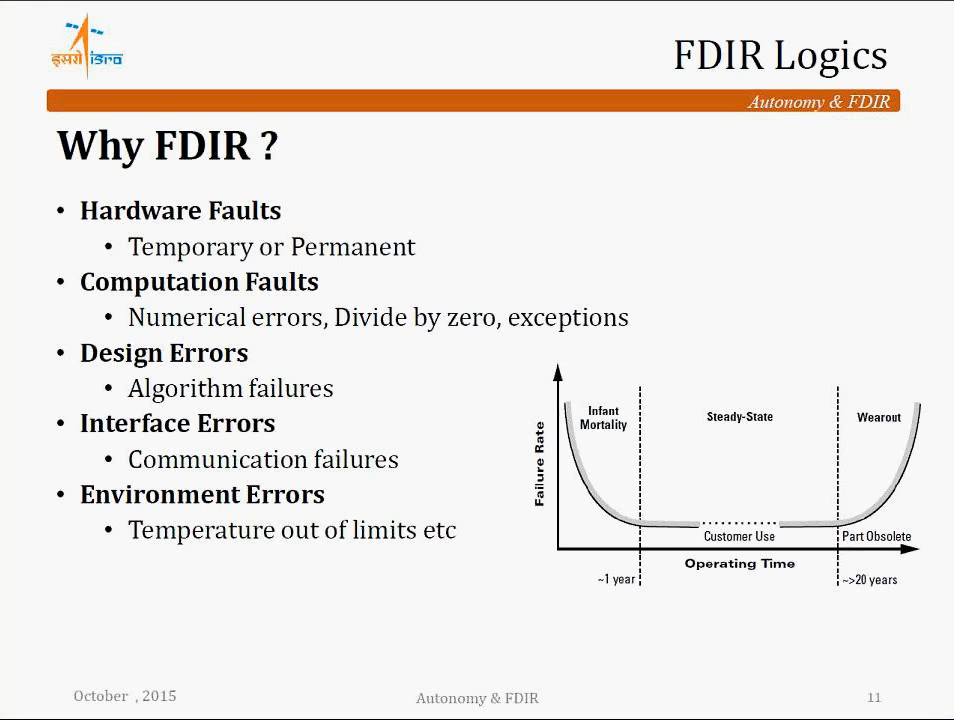 इसरो isro
FDIR Logics
Autonomy & FDIR
Why FDIR ?
• Hardware Faults
• Temporary or Permanent
• Computation Faults
• Numerical errors, Divide by zero, exceptions
• Design Errors
• Algorithm failures
• Interface Errors
• Communication failures
• Environment Errors
• Temperature out of limits etc
Failure Rate
Infant
Mortality
Steady-State
Wearout
Customer Use
Part Obsolete
Operating Time
~1 year
~>20 years
October , 2015
Autonomy & FDIR
11